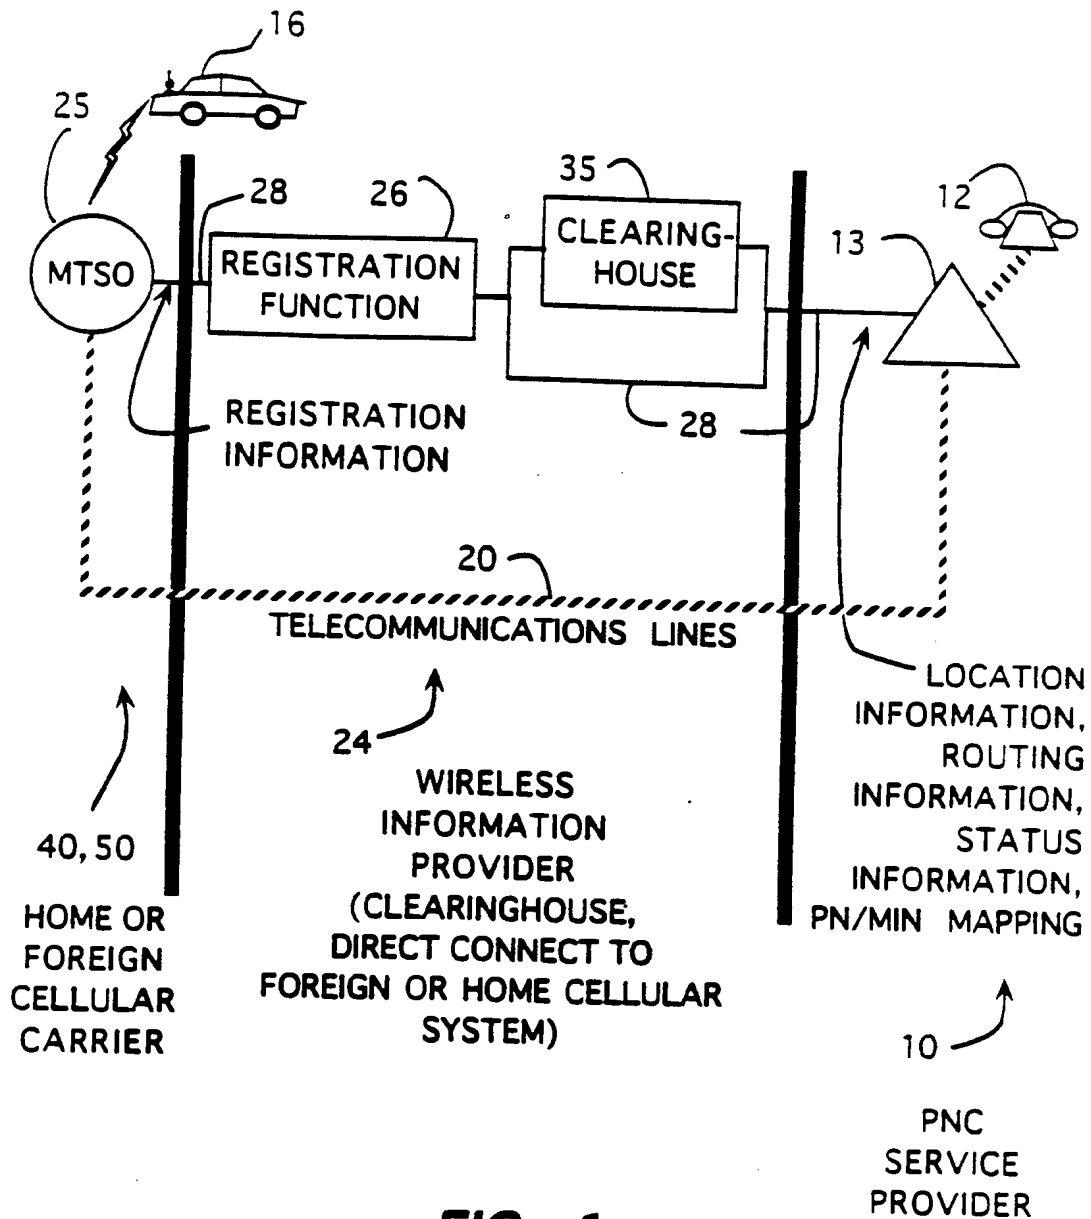 16
25
28
26
35
12
CLEARING-
HOUSE
13
MTSO
REGISTRATION
FUNCTION
REGISTRATION
INFORMATION
28
20
TELECOMMUNICATIONS LINES
24
WIRELESS
INFORMATION
PROVIDER
(CLEARINGHOUSE,
DIRECT CONNECT TO
FOREIGN OR HOME CELLULAR
SYSTEM)
LOCATION
INFORMATION,
ROUTING
INFORMATION,
STATUS
INFORMATION,
PN/MIN MAPPING
40, 50
HOME OR
FOREIGN
CELLULAR
CARRIER
10
PNC
SERVICE
PROVIDER